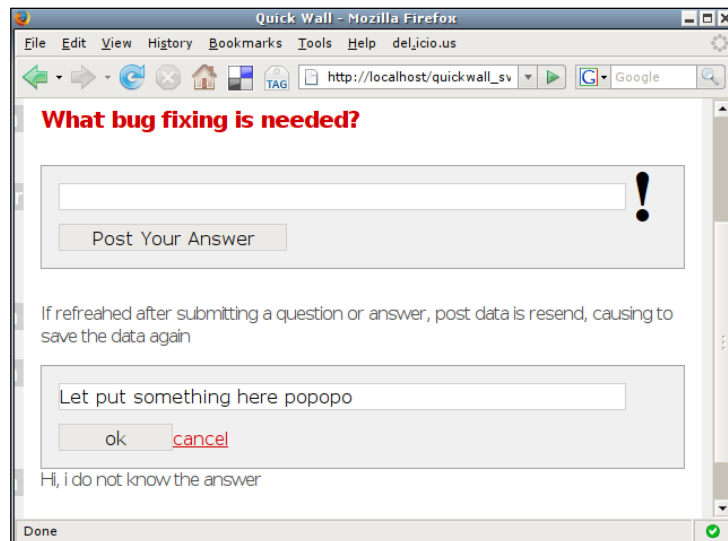 Quick Wall - Mozilla Firefox
File Edit View History Bookmarks Tools Help del.icio.us
TAG http://localhost/quickwall_sv G Google
What bug fixing is needed?
!
Post Your Answer
If refreahed after submitting a question or answer, post data is resend, causing to
save the data again
Let put something here popopo
ok cancel
Hi, i do not know the answer
Done